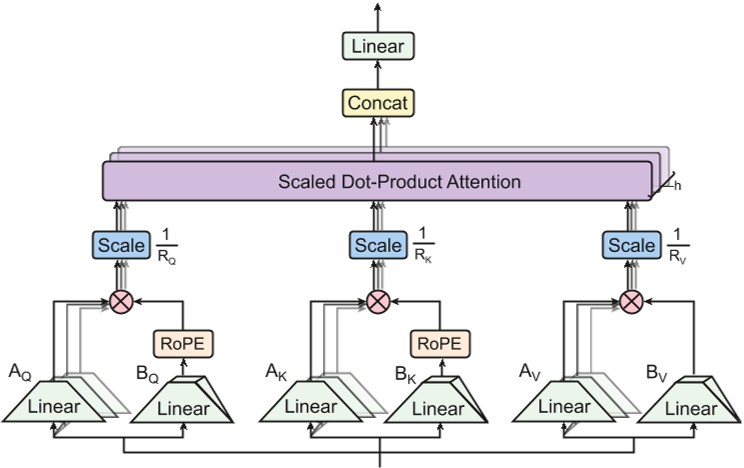 Linear
Concat
Scaled Dot-Product Attention
h
Scale 1/R_Q
Scale 1/R_K
Scale 1/R_V
RoPE
RoPE
A_Q B_Q A_K B_K A_V B_V
Linear Linear Linear Linear Linear Linear